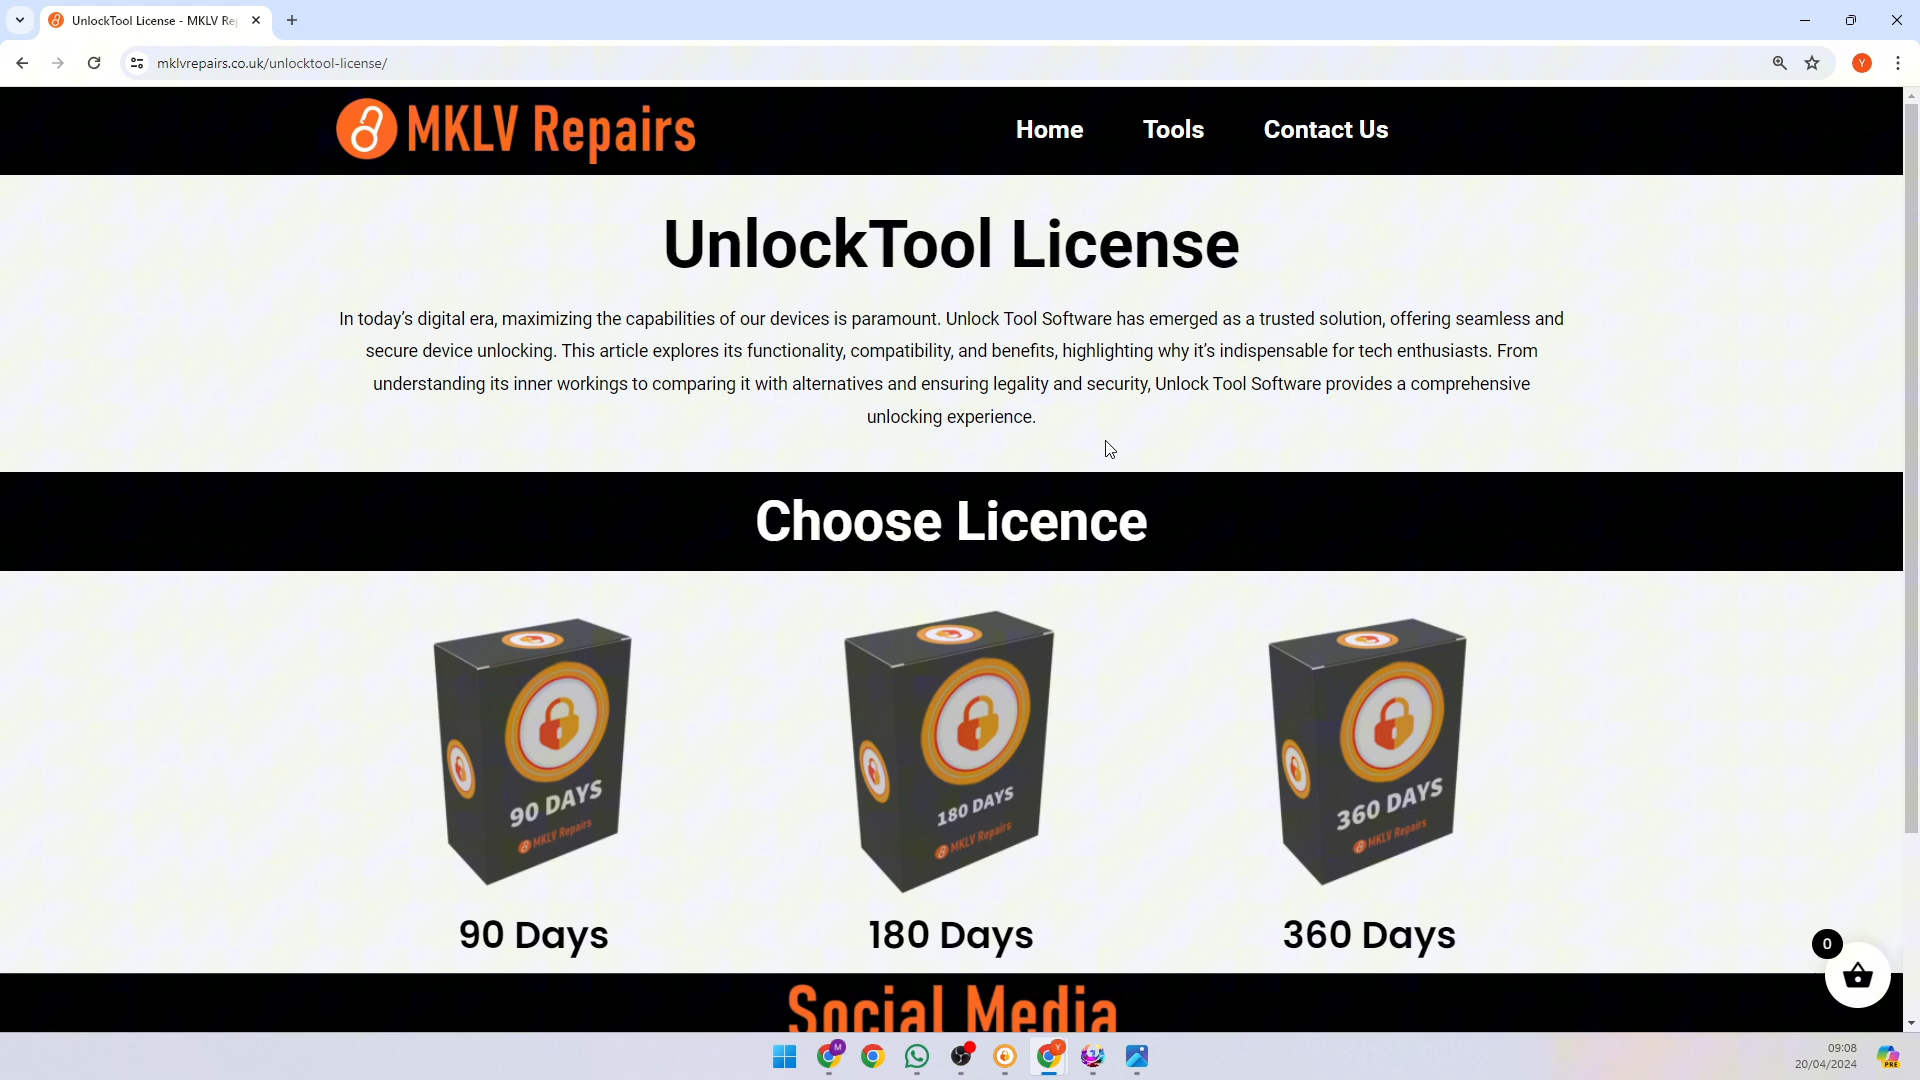 UnlockTool License - MKLV Re
mklvrepairs.co.uk/unlocktool-license/
Y
MKLV Repairs
Home
Tools
Contact Us
UnlockTool License
In today’s digital era, maximizing the capabilities of our devices is paramount. Unlock Tool Software has emerged as a trusted solution, offering seamless and
secure device unlocking. This article explores its functionality, compatibility, and benefits, highlighting why it’s indispensable for tech enthusiasts. From
understanding its inner workings to comparing it with alternatives and ensuring legality and security, Unlock Tool Software provides a comprehensive
unlocking experience.
Choose Licence
90 DAYS
MKLV Repairs
180 DAYS
MKLV Repairs
360 DAYS
MKLV Repairs
90 Days
180 Days
360 Days
0
Social Media
M
Y
09:08
20/04/2024
PRE